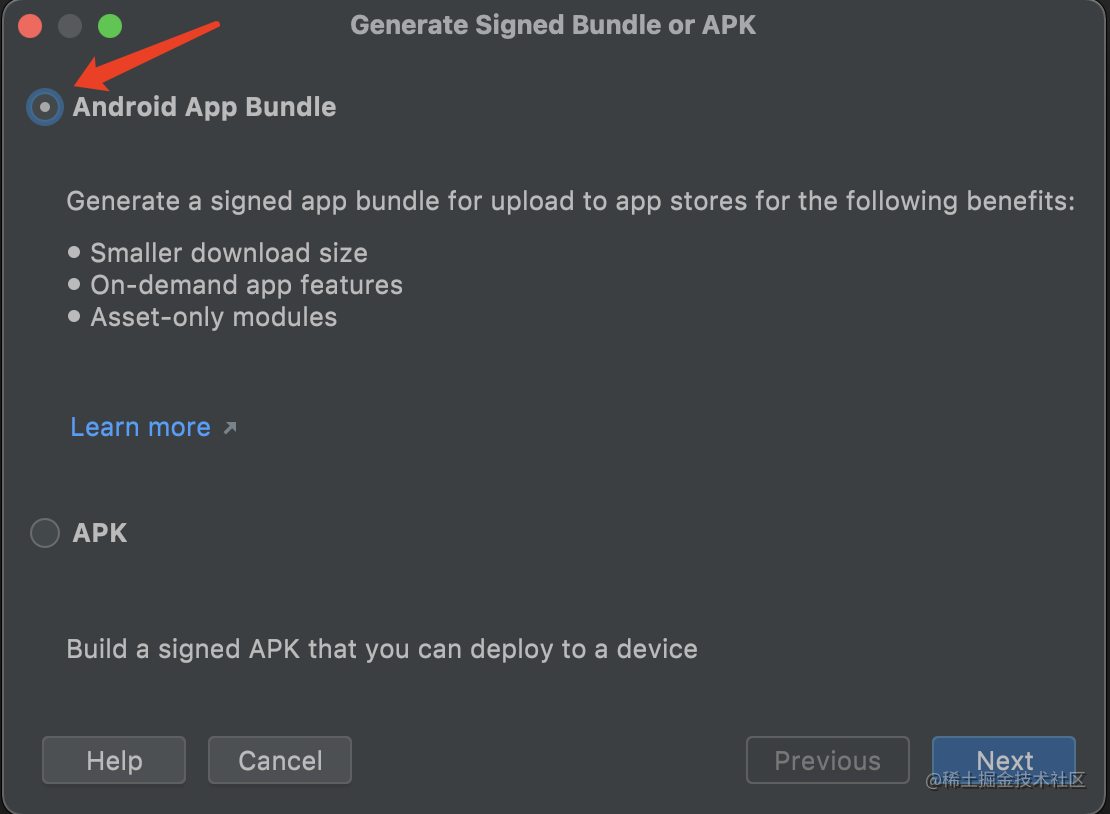 Generate Signed Bundle or APK
Android App Bundle
Generate a signed app bundle for upload to app stores for the following benefits:
• Smaller download size
• On-demand app features
• Asset-only modules
Learn more ↗
APK
Build a signed APK that you can deploy to a device
Help Cancel Previous Next
@稀土掘金技术社区